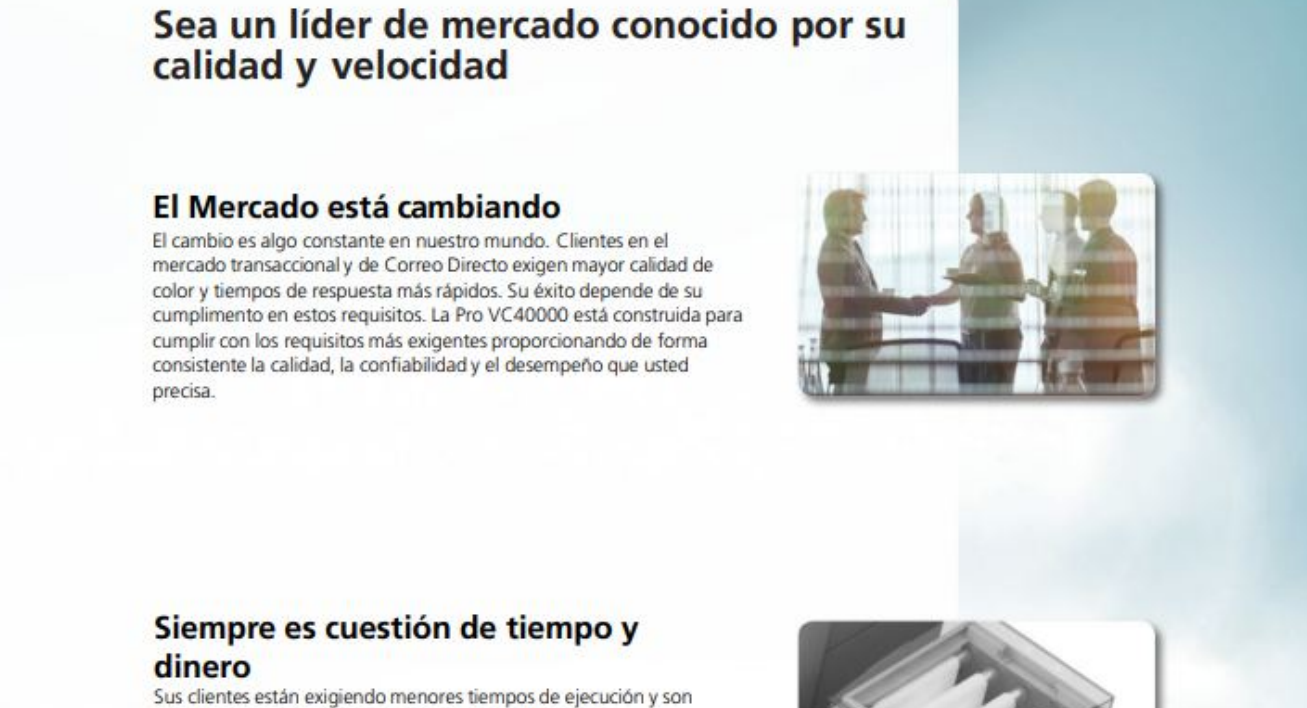 Sea un líder de mercado conocido por su
calidad y velocidad
El Mercado está cambiando
El cambio es algo constante en nuestro mundo. Clientes en el
mercado transaccional y de Correo Directo exigen mayor calidad de
color y tiempos de respuesta más rápidos. Su éxito depende de su
cumplimento en estos requisitos. La Pro VC40000 está construida para
cumplir con los requisitos más exigentes proporcionando de forma
consistente la calidad, la confiabilidad y el desempeño que usted
precisa.
Siempre es cuestión de tiempo y
dinero
Sus clientes están exigiendo menores tiempos de ejecución y son